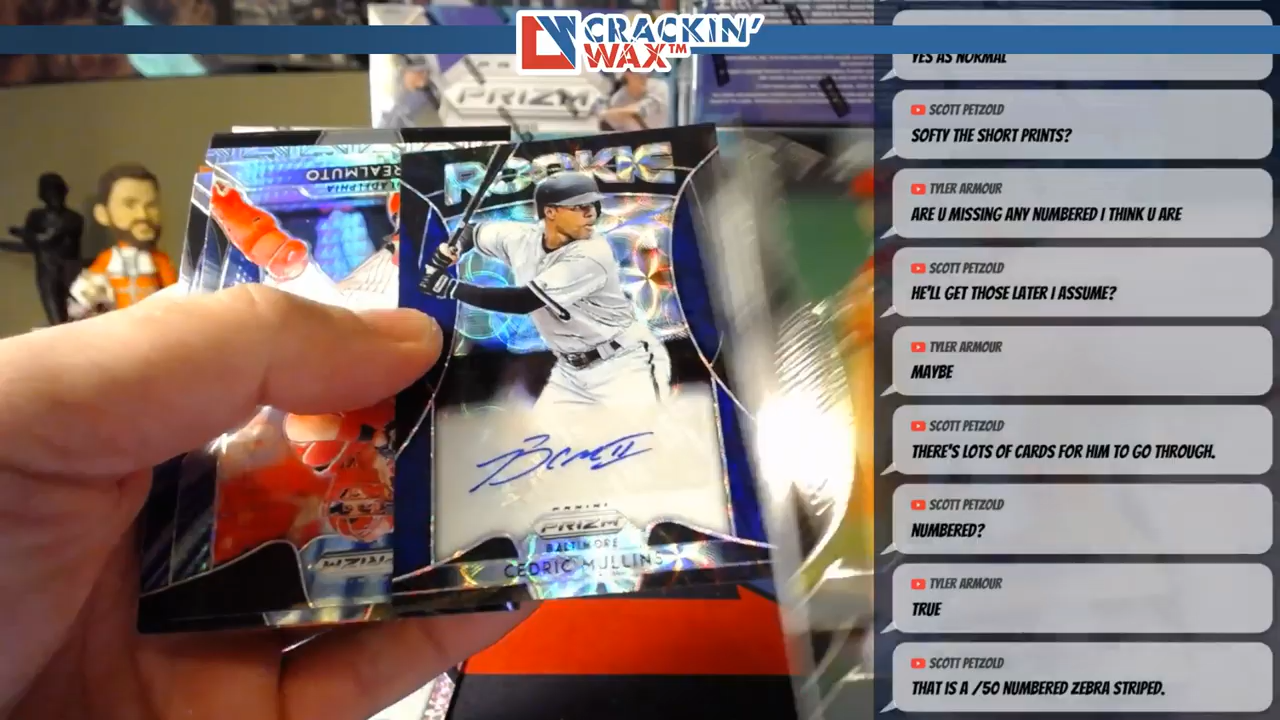 CRACKIN'
WAX™
PRIZM
REALMUTO
ROOKIE
PANINI
PRIZM
BALTIMORE
CEDRIC MULLINS
PRIZM
YES AS NORMAL
SCOTT PETZOLD
SOFTY THE SHORT PRINTS?
TYLER ARMOUR
ARE U MISSING ANY NUMBERED I THINK U ARE
SCOTT PETZOLD
HE'LL GET THOSE LATER I ASSUME?
TYLER ARMOUR
MAYBE
SCOTT PETZOLD
THERE'S LOTS OF CARDS FOR HIM TO GO THROUGH.
SCOTT PETZOLD
NUMBERED?
TYLER ARMOUR
TRUE
SCOTT PETZOLD
THAT IS A /50 NUMBERED ZEBRA STRIPED.